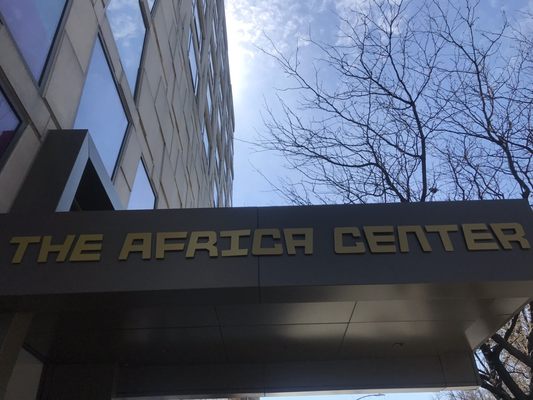 THE AFRICA CENTER